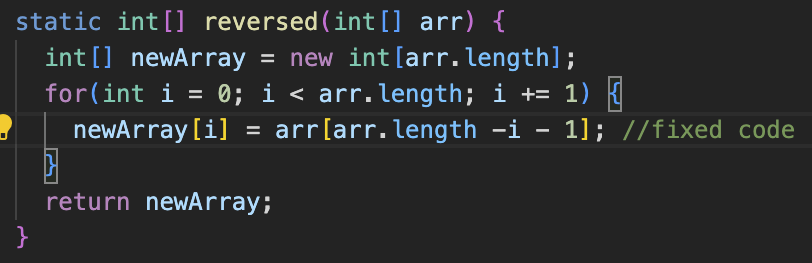 static int[] reversed(int[] arr) {
  int[] newArray = new int[arr.length];
  for(int i = 0; i < arr.length; i += 1) {
    newArray[i] = arr[arr.length -i - 1]; //fixed code
  }
  return newArray;
}